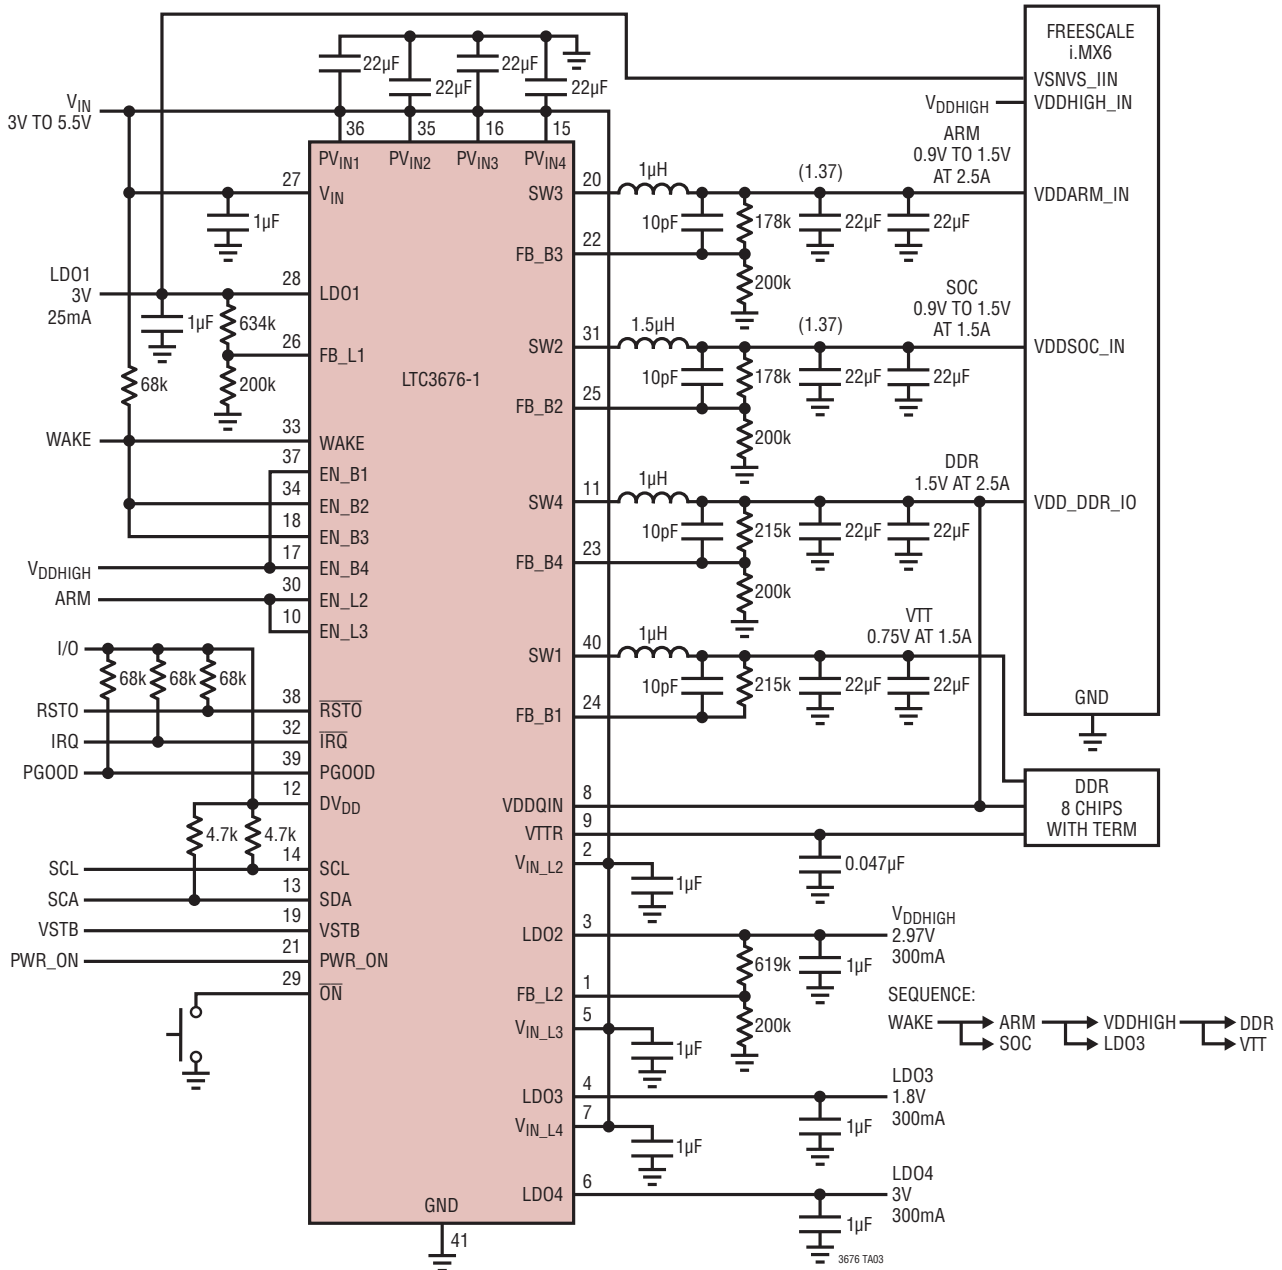 FREESCALE
i.MX6
VSNVS_IIN
VDDHIGH VDDHIGH_IN
22µF 22µF
22µF 22µF
VIN
3V TO 5.5V
36 35 16 15
PVIN1 PVIN2 PVIN3 PVIN4
ARM
0.9V TO 1.5V
AT 2.5A
27 VIN
1µF
SW3 20 1µH (1.37) VDDARM_IN
10pF 178k 22µF 22µF
FB_B3 22
200k
LDO1
3V
25mA
28 LDO1
1µF 634k
26 FB_L1
200k
68k
LTC3676-1
SOC
0.9V TO 1.5V
AT 1.5A
SW2 31 1.5µH (1.37) VDDSOC_IN
10pF 178k 22µF 22µF
FB_B2 25
200k
WAKE 33 WAKE
37 EN_B1
34 EN_B2
18 EN_B3
VDDHIGH 17 EN_B4
ARM 30 EN_L2
10 EN_L3
DDR
1.5V AT 2.5A
SW4 11 1µH VDD_DDR_IO
10pF 215k 22µF 22µF
FB_B4 23
200k
VTT
0.75V AT 1.5A
SW1 40 1µH
10pF 215k 22µF 22µF
FB_B1 24
GND
I/O
68k 68k 68k
RSTO 38 RSTO
IRQ 32 IRQ
PGOOD 39 PGOOD
12 DVDD
4.7k 4.7k
SCL 14 SCL
SCA 13 SDA
VSTB 19 VSTB
PWR_ON 21 PWR_ON
29 ON
DDR
8 CHIPS
WITH TERM
VDDQIN 8
VTTR 9
0.047µF
VIN_L2 2
1µF
LDO2 3
VDDHIGH
2.97V
300mA
619k 1µF
FB_L2 1
200k
VIN_L3 5
1µF
SEQUENCE:
WAKE ARM VDDHIGH DDR
SOC LDO3 VTT
LDO3 4
LDO3
1.8V
300mA
1µF
VIN_L4 7
1µF
LDO4 6
LDO4
3V
300mA
1µF
GND
41
3676 TA03